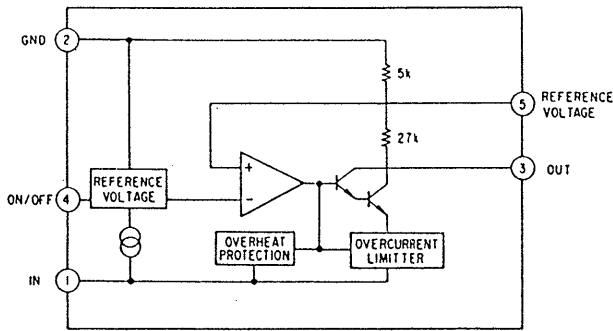 GND 2
5k
5 REFERENCE
VOLTAGE
27k
3 OUT
+
-
REFERENCE
VOLTAGE
ON/OFF 4
OVERHEAT
PROTECTION
OVERCURRENT
LIMITTER
IN 1